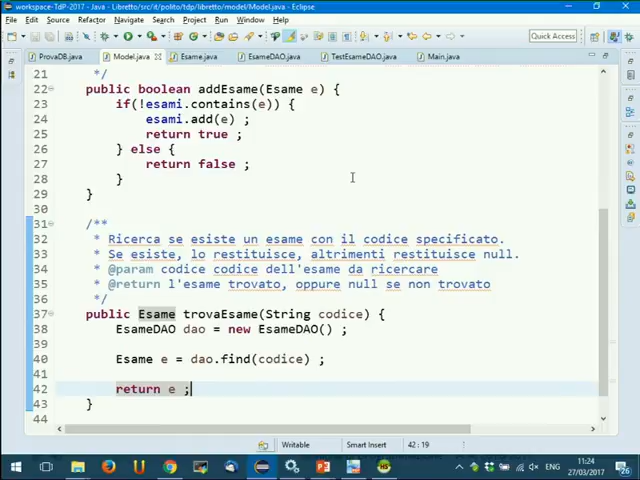 workspace-TdP-2017 - Java - Libretto/src/it/polito/tdp/libretto/model/Model.java - Eclipse
File Edit Source Refactor Navigate Search Project Run Window Help
Quick Access
ProvaDB.java Model.java Esame.java EsameDAO.java TestEsameDAO.java Main.java
21 */
22 public boolean addEsame(Esame e) {
23 if(!esami.contains(e)) {
24 esami.add(e) ;
25 return true ;
26 } else {
27 return false ;
28 }
29 }
30
31 /**
32 * Ricerca se esiste un esame con il codice specificato.
33 * Se esiste, lo restituisce, altrimenti restituisce null.
34 * @param codice codice dell'esame da ricercare
35 * @return l'esame trovato, oppure null se non trovato
36 */
37 public Esame trovaEsame(String codice) {
38 EsameDAO dao = new EsameDAO() ;
39
40 Esame e = dao.find(codice) ;
41
42 return e ;
43 }
44
Writable Smart Insert 42 : 19
ENG 11:24 27/03/2017 26